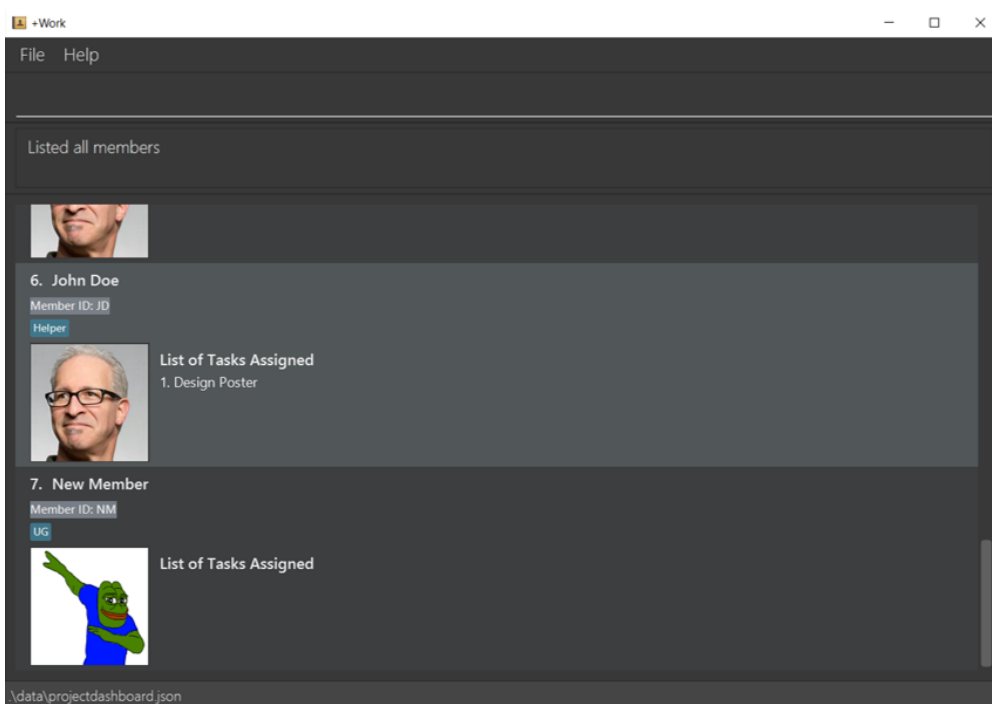 +Work
File Help
Listed all members
6. John Doe
Member ID: JD
Helper
List of Tasks Assigned
1. Design Poster
7. New Member
Member ID: NM
UG
List of Tasks Assigned
.\data\projectdashboard.json